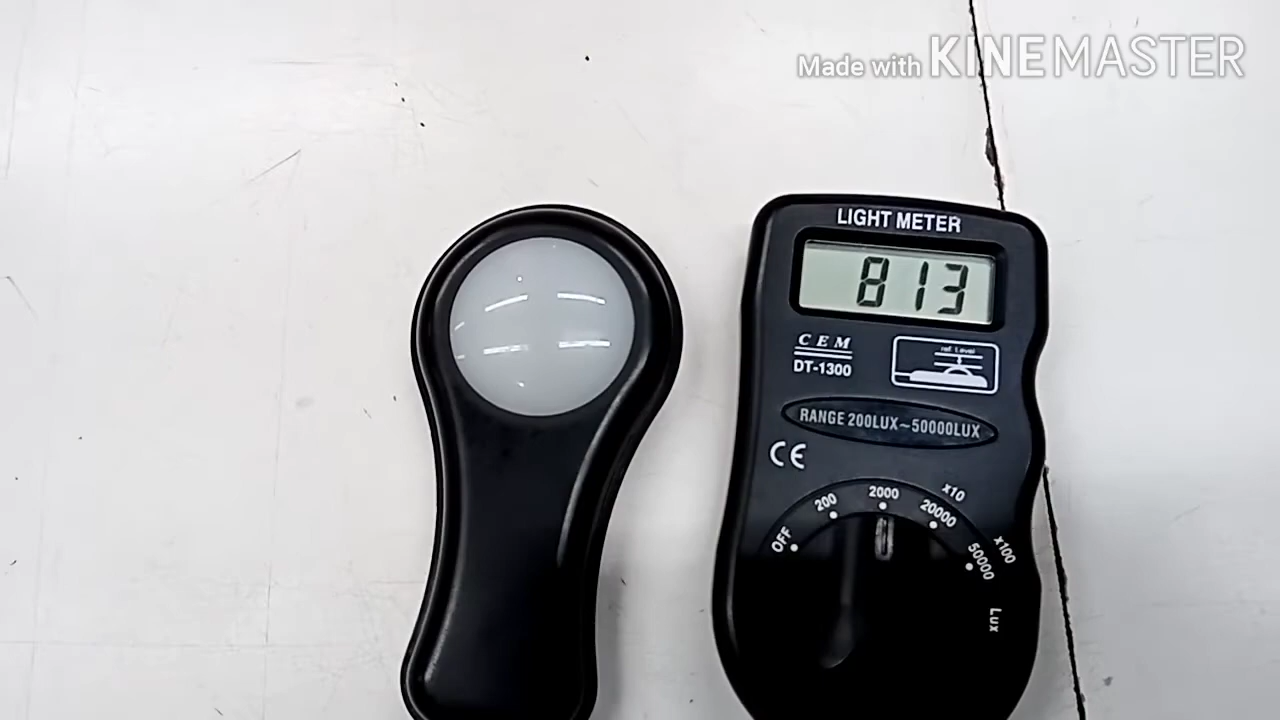 Made with KINEMASTER
LIGHT METER
813
CEM
DT-1300
ref. Level
RANGE 200LUX~50000LUX
CE
OFF
200
2000
x10
20000
x100
50000
Lux